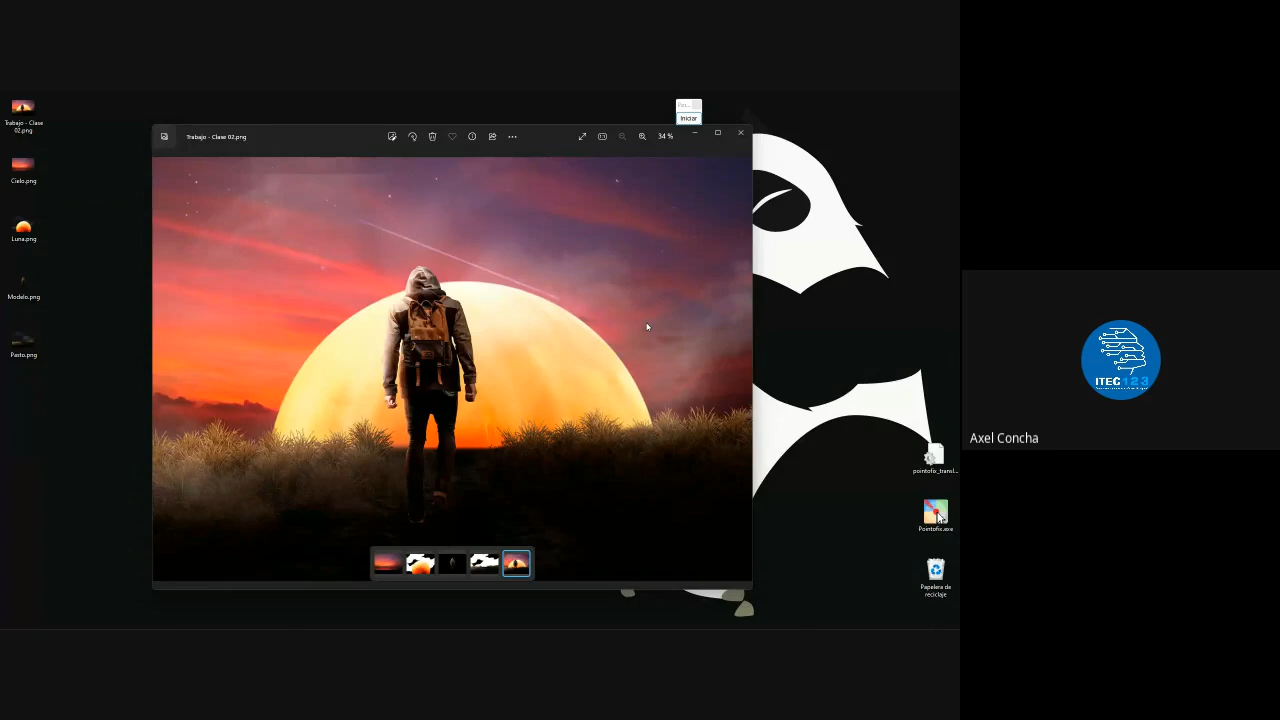 Trabajo - Clase
02.png
Cielo.png
Luna.png
Modelo.png
Pasto.png
Iniciar
Trabajo - Clase 02.png
34 %
pointofix_transl...
Pointofix.exe
Papelera de
reciclaje
ITEC 123
Axel Concha